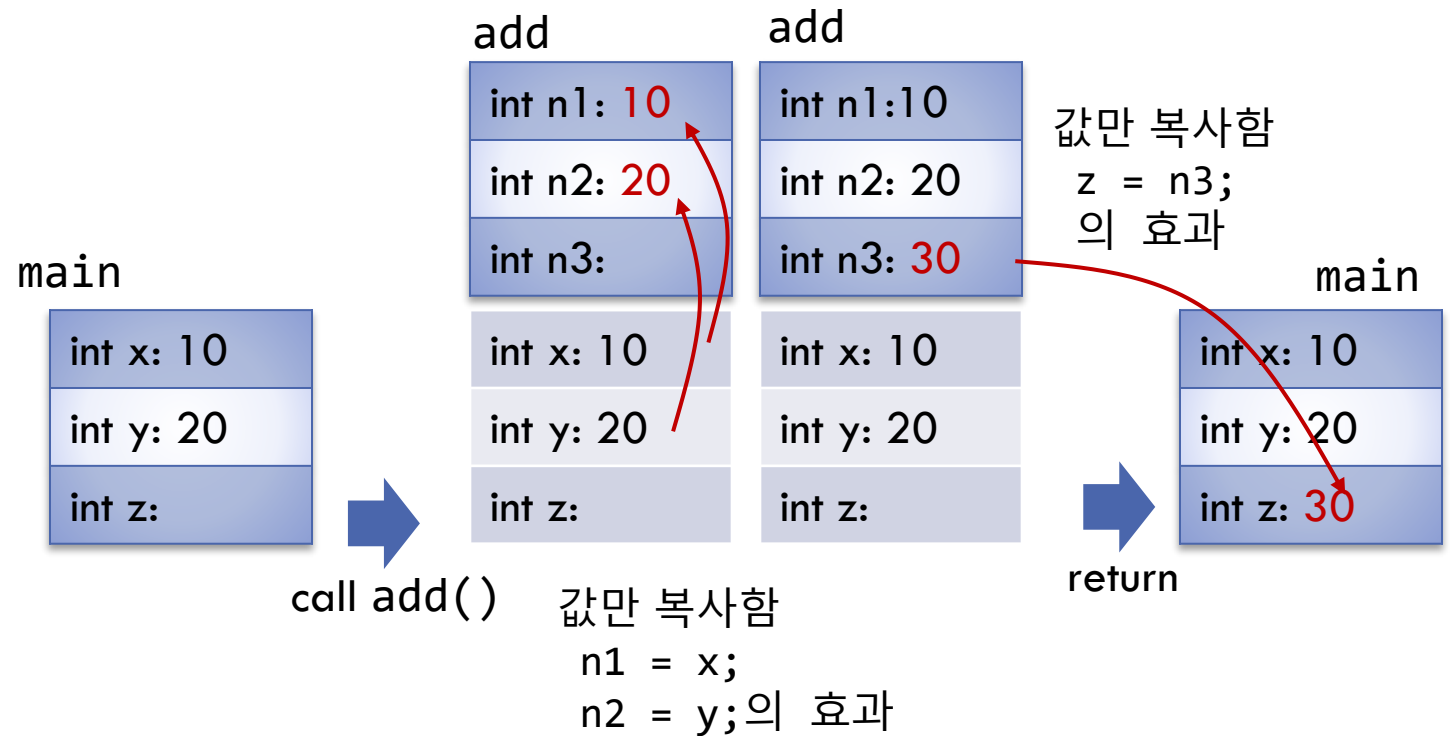 main
int x: 10
int y: 20
int z:
call add()
add
int n1: 10
int n2: 20
int n3:
int x: 10
int y: 20
int z:
값만 복사함
n1 = x;
n2 = y;의 효과
add
int n1:10
int n2: 20
int n3: 30
int x: 10
int y: 20
int z:
값만 복사함
z = n3;
의 효과
return
main
int x: 10
int y: 20
int z: 30